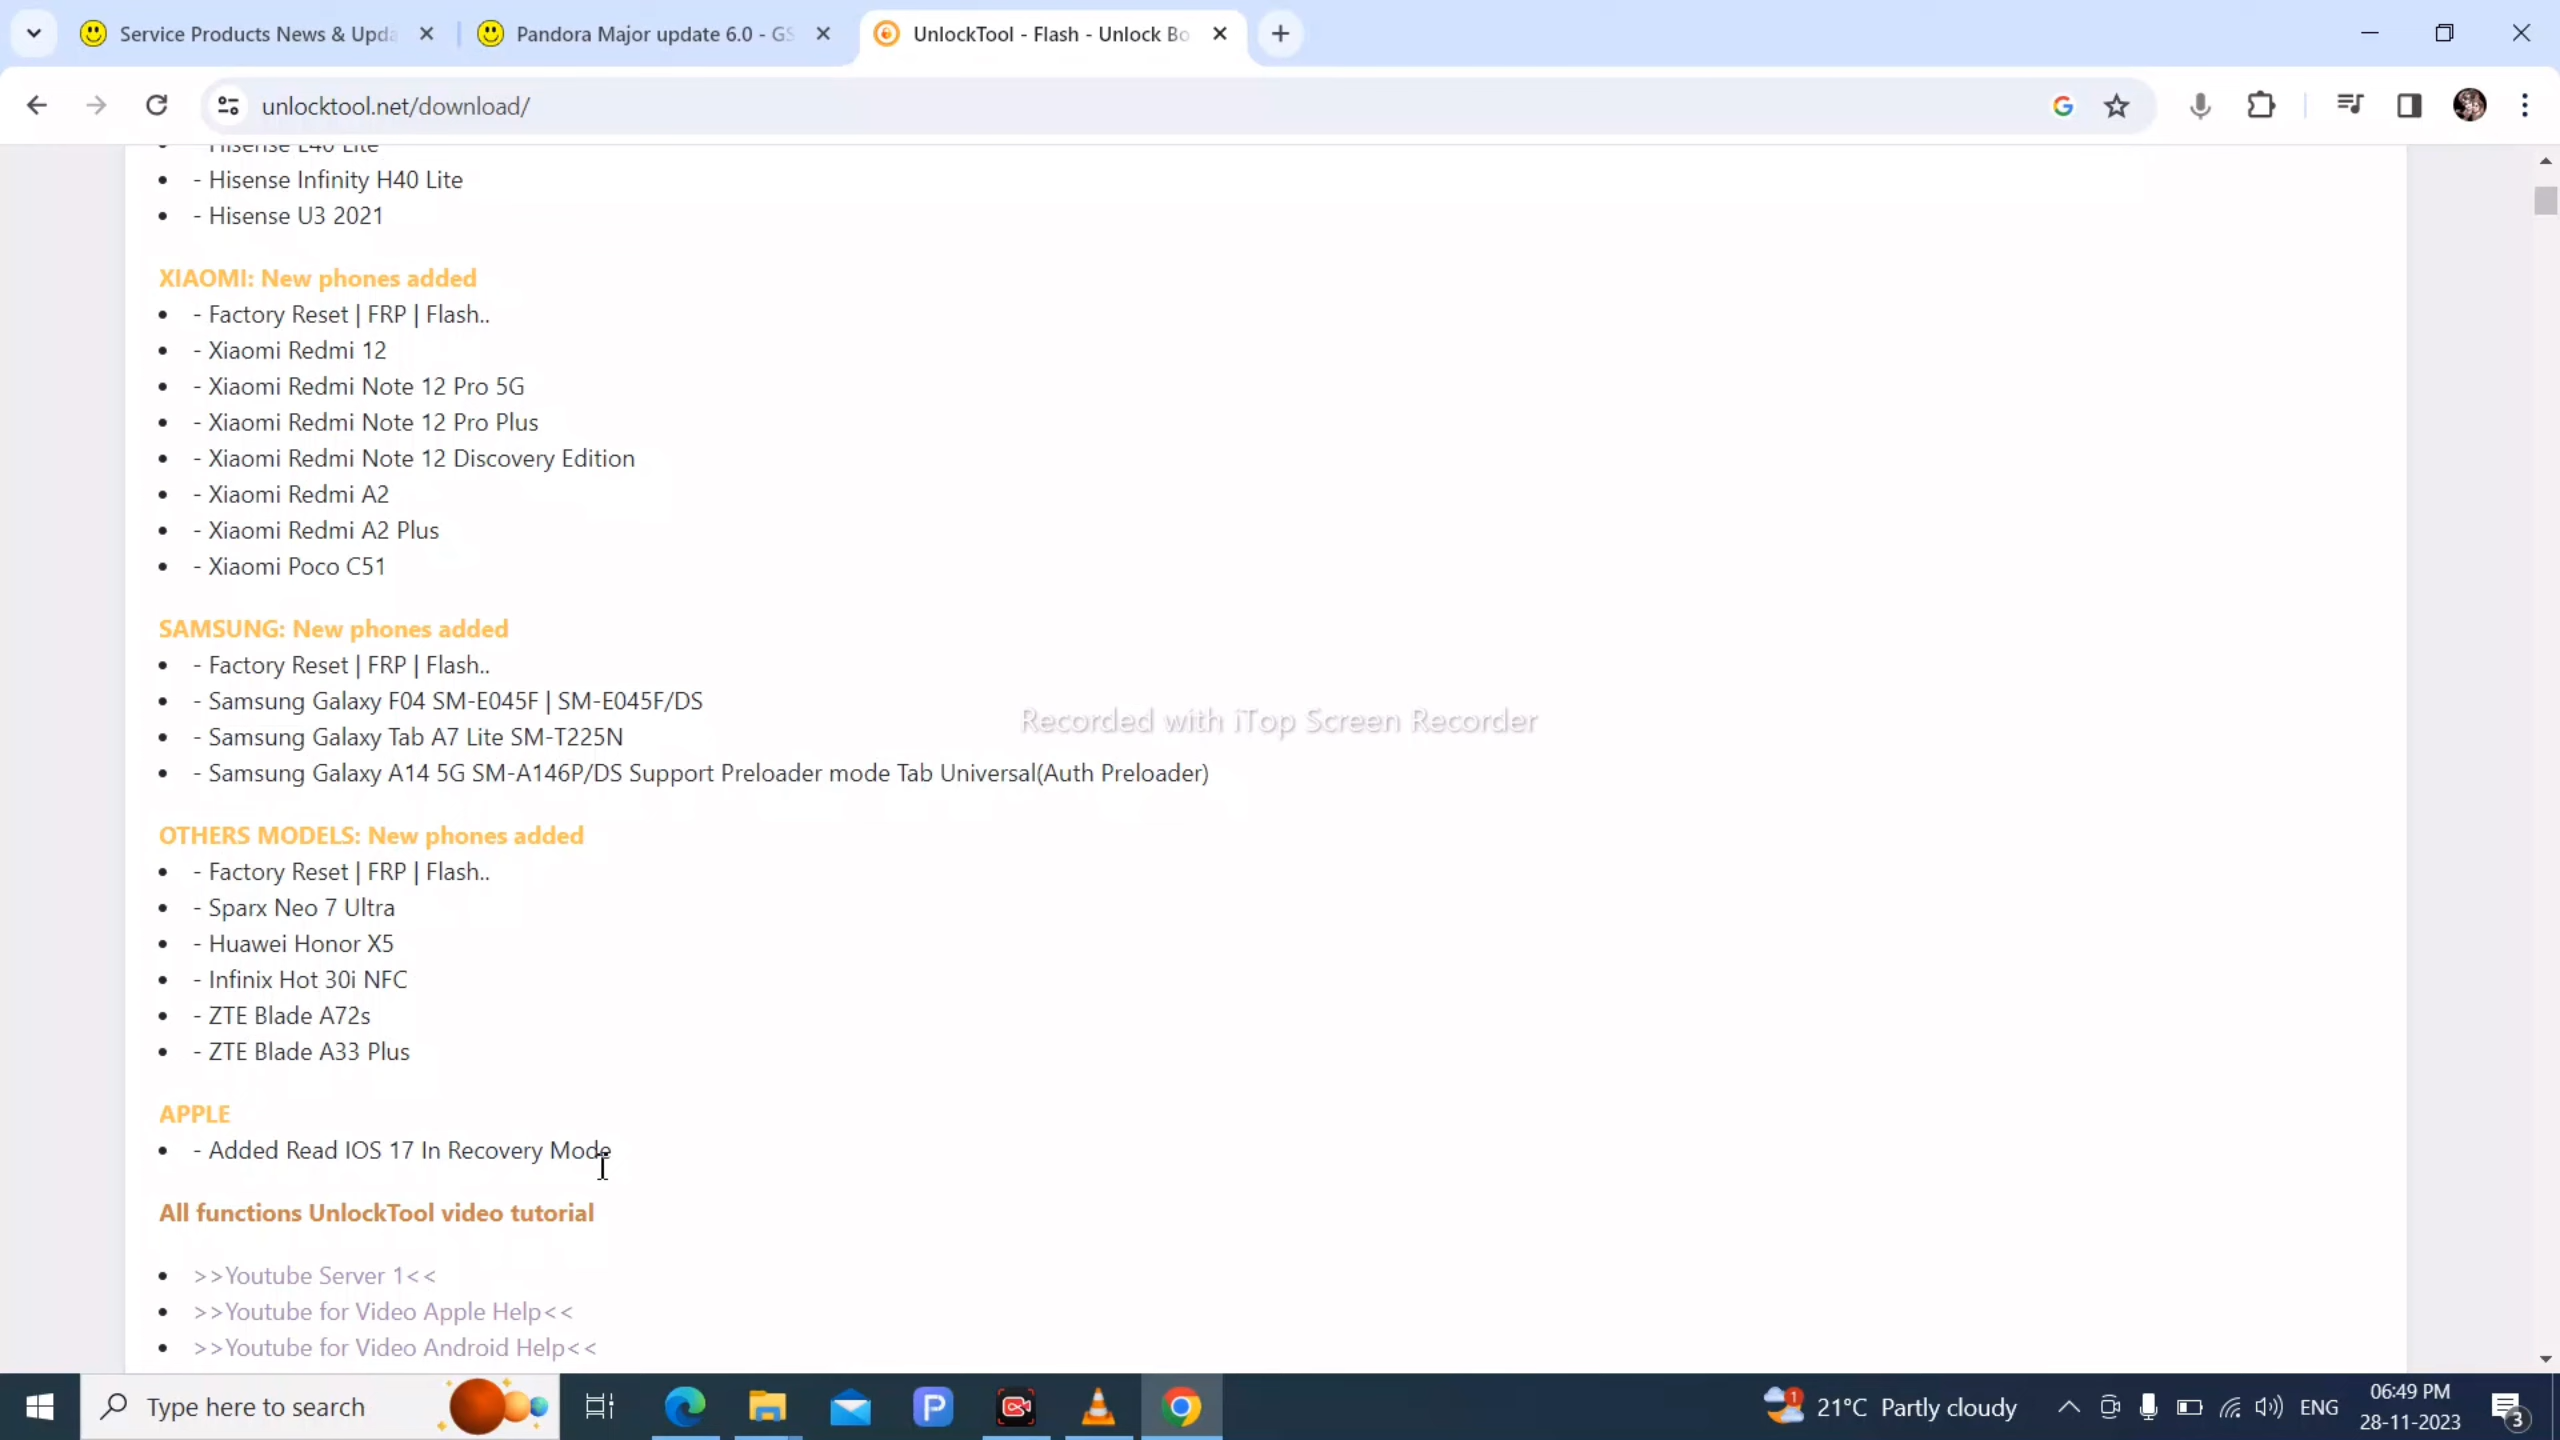 Service Products News & Upda
Pandora Major update 6.0 - GS
UnlockTool - Flash - Unlock Bo
unlocktool.net/download/
- Hisense E40 Lite
- Hisense Infinity H40 Lite
- Hisense U3 2021
XIAOMI: New phones added
- Factory Reset | FRP | Flash..
- Xiaomi Redmi 12
- Xiaomi Redmi Note 12 Pro 5G
- Xiaomi Redmi Note 12 Pro Plus
- Xiaomi Redmi Note 12 Discovery Edition
- Xiaomi Redmi A2
- Xiaomi Redmi A2 Plus
- Xiaomi Poco C51
SAMSUNG: New phones added
- Factory Reset | FRP | Flash..
- Samsung Galaxy F04 SM-E045F | SM-E045F/DS
- Samsung Galaxy Tab A7 Lite SM-T225N
- Samsung Galaxy A14 5G SM-A146P/DS Support Preloader mode Tab Universal(Auth Preloader)
Recorded with iTop Screen Recorder
OTHERS MODELS: New phones added
- Factory Reset | FRP | Flash..
- Sparx Neo 7 Ultra
- Huawei Honor X5
- Infinix Hot 30i NFC
- ZTE Blade A72s
- ZTE Blade A33 Plus
APPLE
- Added Read IOS 17 In Recovery Mode
All functions UnlockTool video tutorial
>>Youtube Server 1<<
>>Youtube for Video Apple Help<<
>>Youtube for Video Android Help<<
Type here to search
1
21°C Partly cloudy
ENG
06:49 PM
28-11-2023
3